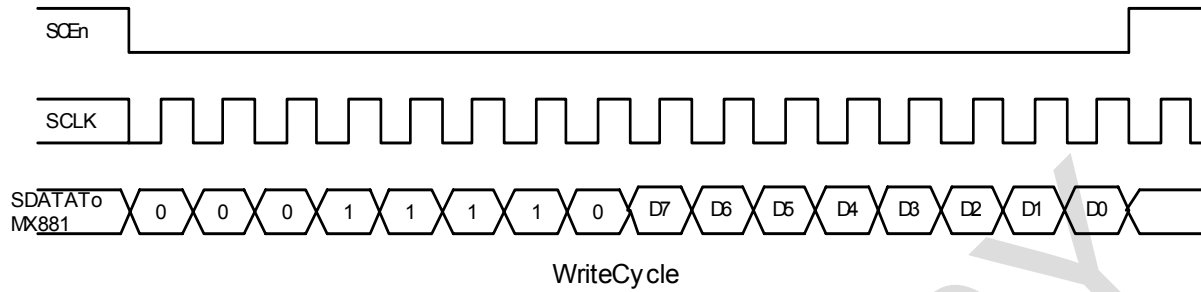 SCEn
SCLK
SDATATo
MX881
0 0 0 1 1 1 1 0 D7 D6 D5 D4 D3 D2 D1 D0
WriteCycle
Y